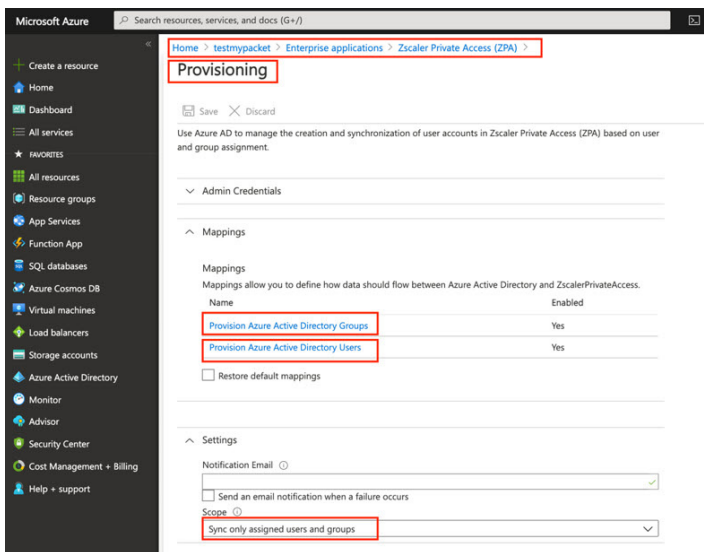 Microsoft Azure
Search resources, services, and docs (G+/)
Create a resource
Home
Dashboard
All services
FAVORITES
All resources
Resource groups
App Services
Function App
SQL databases
Azure Cosmos DB
Virtual machines
Load balancers
Storage accounts
Azure Active Directory
Monitor
Advisor
Security Center
Cost Management + Billing
Help + support
Home > testmypacket > Enterprise applications > Zscaler Private Access (ZPA) >
Provisioning
Save Discard
Use Azure AD to manage the creation and synchronization of user accounts in Zscaler Private Access (ZPA) based on user
and group assignment.
Admin Credentials
Mappings
Mappings
Mappings allow you to define how data should flow between Azure Active Directory and ZscalerPrivateAccess.
Name Enabled
Provision Azure Active Directory Groups Yes
Provision Azure Active Directory Users Yes
Restore default mappings
Settings
Notification Email
Send an email notification when a failure occurs
Scope
Sync only assigned users and groups